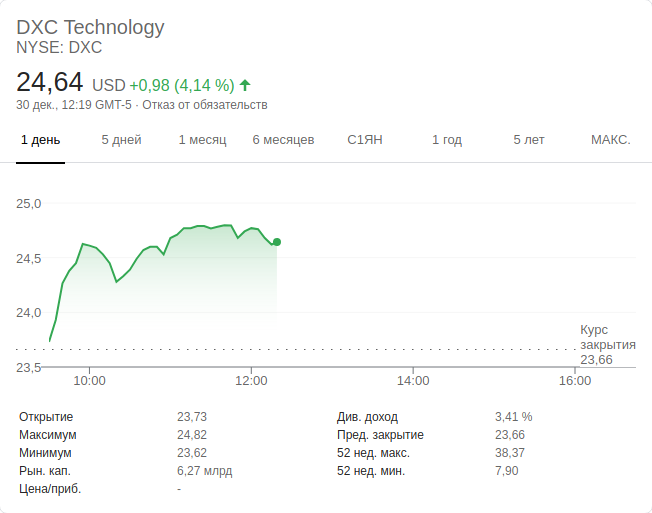 DXC Technology
NYSE: DXC
24,64 USD +0,98 (4,14 %)
30 дек., 12:19 GMT-5 · Отказ от обязательств
1 день 5 дней 1 месяц 6 месяцев С1ЯН 1 год 5 лет МАКС.
25,0
24,5
24,0
Курс
закрытия
23,66
23,5
10:00 12:00 14:00 16:00
Открытие 23,73 Див. доход 3,41 %
Максимум 24,82 Пред. закрытие 23,66
Минимум 23,62 52 нед. макс. 38,37
Рын. кап. 6,27 млрд 52 нед. мин. 7,90
Цена/приб. -